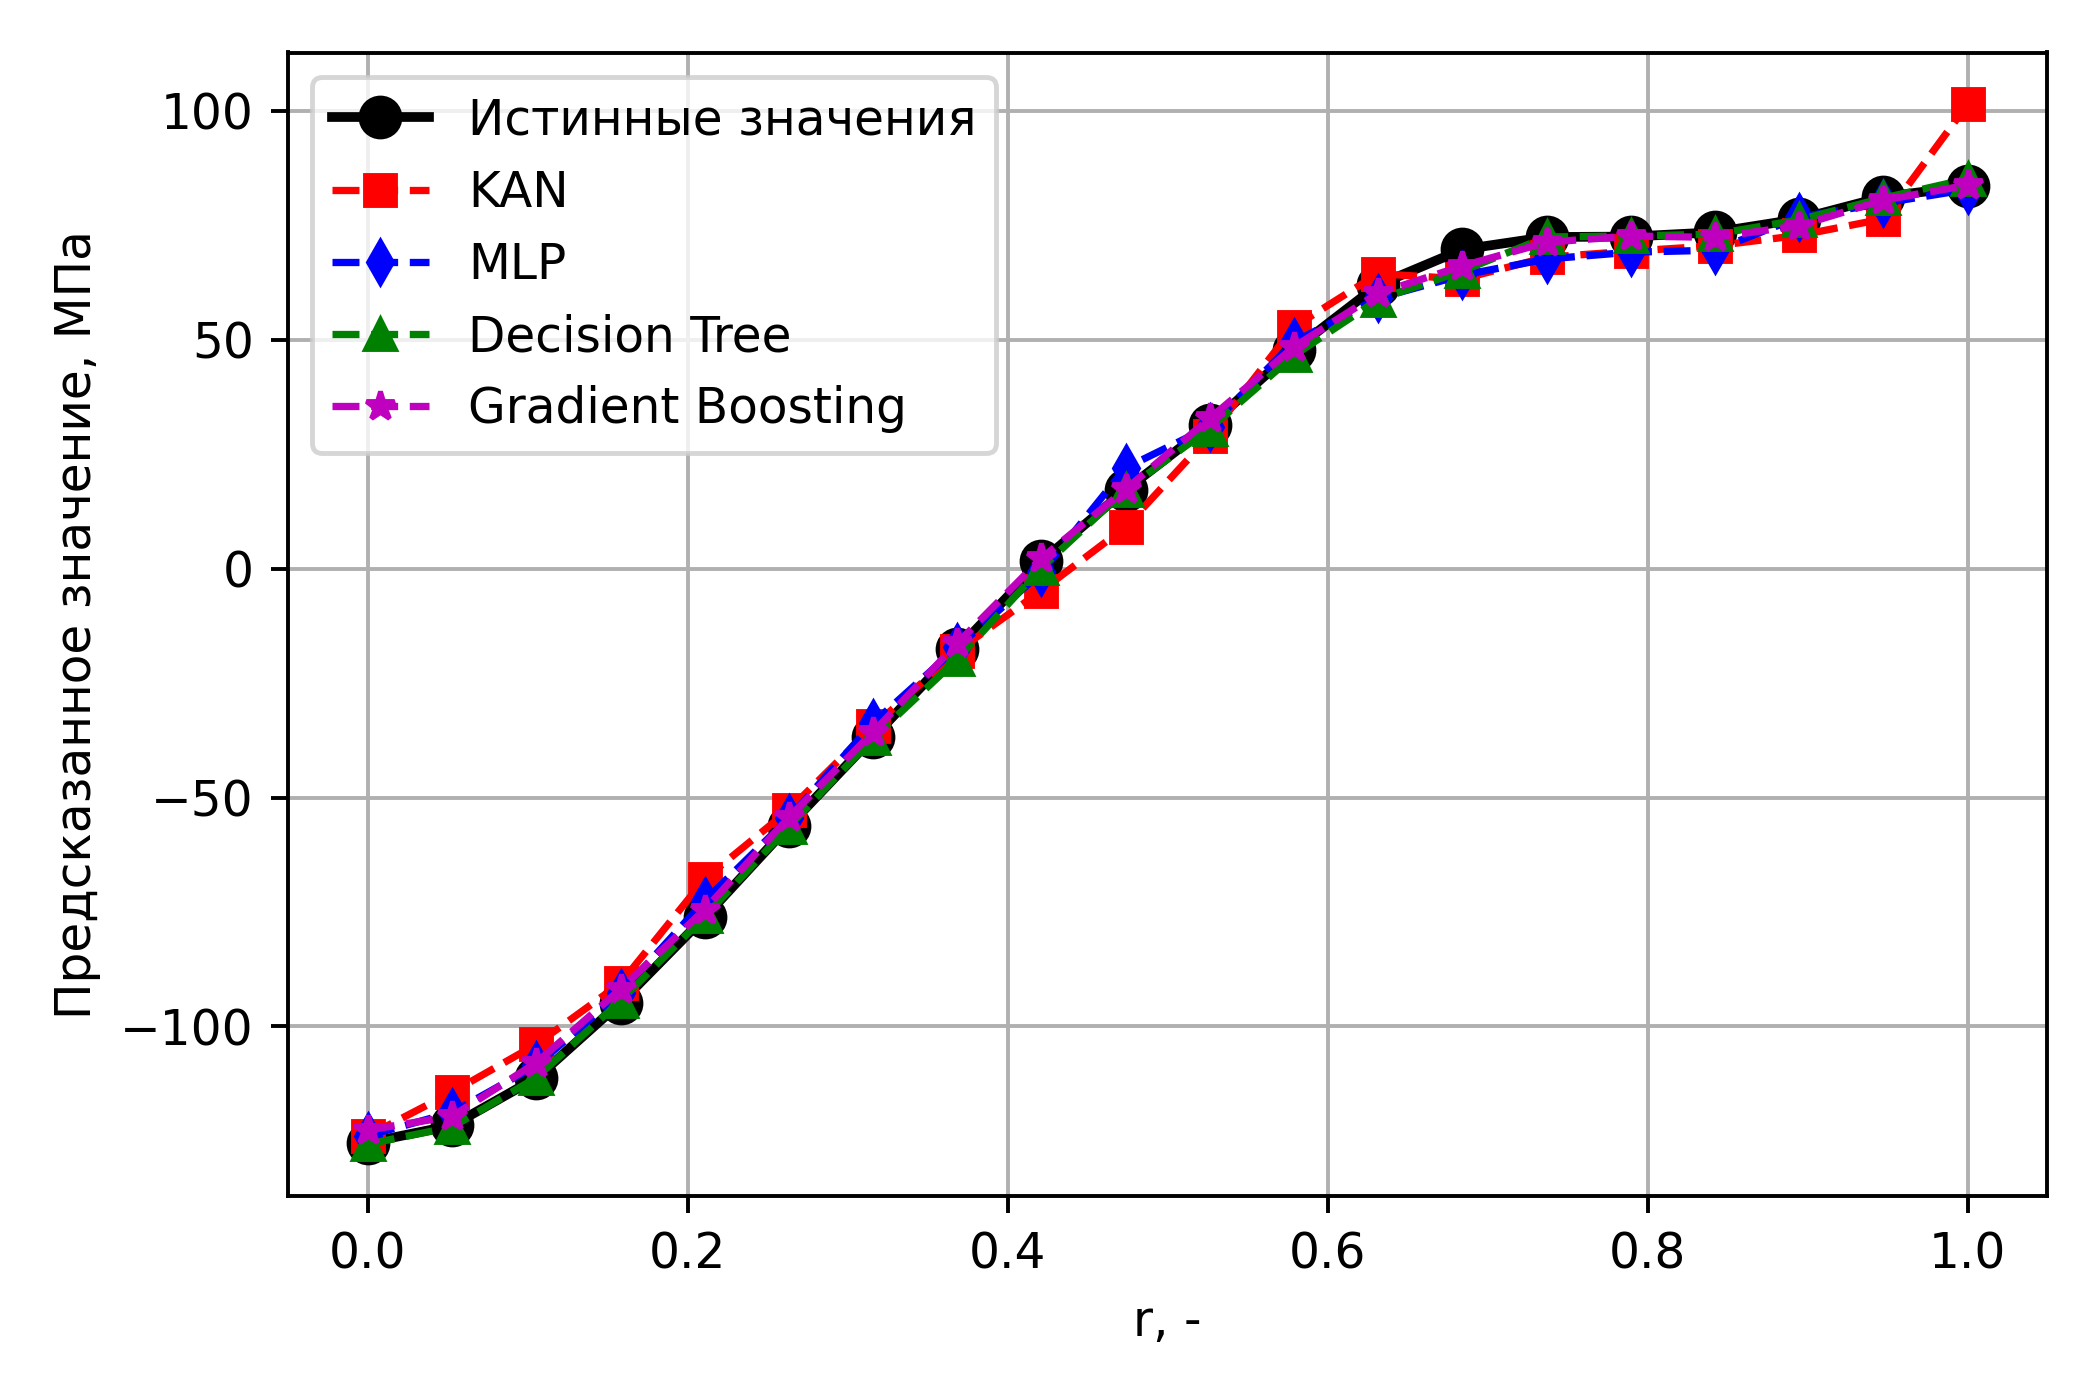 Истинные значения
KAN
MLP
Decision Tree
Gradient Boosting
Предсказанное значение, МПа
100
50
0
−50
−100
0.0 0.2 0.4 0.6 0.8 1.0
r, -